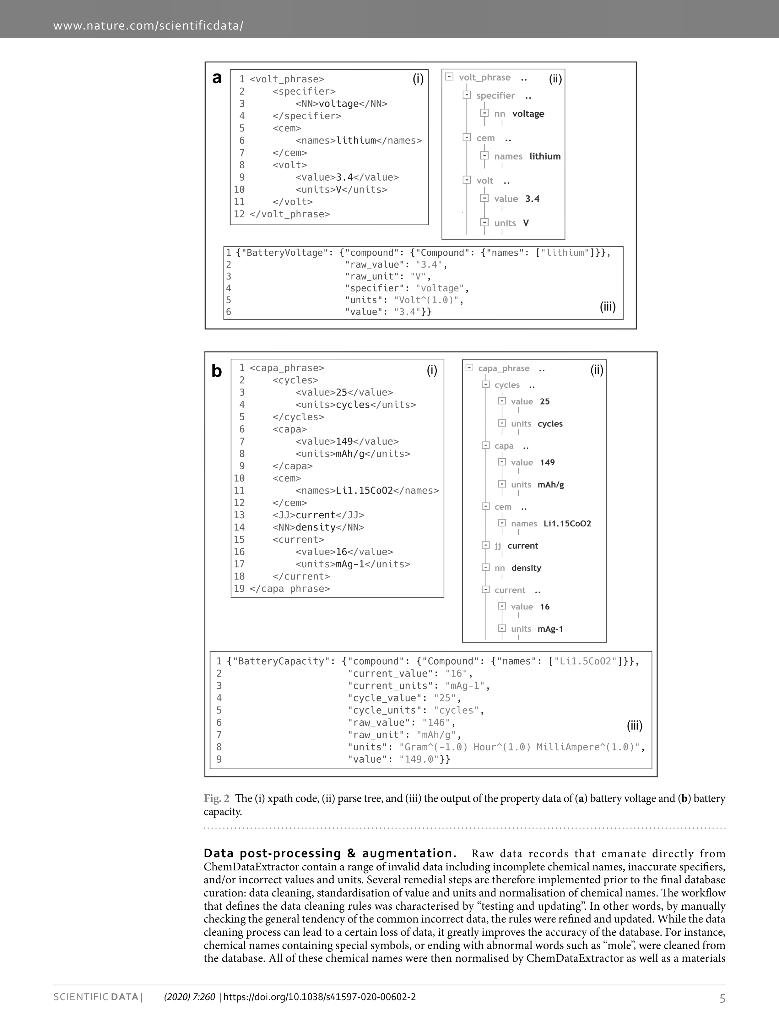 www.nature.com/scientificdata/
a
(i)
1 <volt_phrase>
2 <specifier>
3 <NN>voltage</NN>
4 </specifier>
5 <cem>
6 <names>lithium</names>
7 </cem>
8 <volt>
9 <value>3.4</value>
10 <units>V</units>
11 </volt>
12 </volt_phrase>
(ii)
volt_phrase ..
specifier ..
nn voltage
cem ..
names lithium
volt ..
value 3.4
units V
1 {"BatteryVoltage": {"compound": {"Compound": {"names": ["lithium"]}},
2 "raw_value": "3.4",
3 "raw_unit": "V",
4 "specifier": "voltage",
5 "units": "Volt^(1.0)",
6 "value": "3.4"}}
(iii)
b
(i)
1 <capa_phrase>
2 <cycles>
3 <value>25</value>
4 <units>cycles</units>
5 </cycles>
6 <capa>
7 <value>149</value>
8 <units>mAh/g</units>
9 </capa>
10 <cem>
11 <names>Li1.15CoO2</names>
12 </cem>
13 <JJ>current</JJ>
14 <NN>density</NN>
15 <current>
16 <value>16</value>
17 <units>mAg-1</units>
18 </current>
19 </capa phrase>
(ii)
capa_phrase ..
cycles ..
value 25
units cycles
capa ..
value 149
units mAh/g
cem ..
names Li1.15CoO2
jj current
nn density
current ..
value 16
units mAg-1
1 {"BatteryCapacity": {"compound": {"Compound": {"names": ["Li1.5CoO2"]}},
2 "current_value": "16",
3 "current_units": "mAg-1",
4 "cycle_value": "25",
5 "cycle_units": "cycles",
6 "raw_value": "146",
7 "raw_unit": "mAh/g",
8 "units": "Gram^(-1.0) Hour^(1.0) MilliAmpere^(1.0)",
9 "value": "149.0"}}
(iii)
Fig. 2 The (i) xpath code, (ii) parse tree, and (iii) the output of the property data of (a) battery voltage and (b) battery
capacity.
Data post-processing & augmentation. Raw data records that emanate directly from
ChemDataExtractor contain a range of invalid data including incomplete chemical names, inaccurate specifiers,
and/or incorrect values and units. Several remedial steps are therefore implemented prior to the final database
curation: data cleaning, standardisation of value and units and normalisation of chemical names. The workflow
that defines the data cleaning rules was characterised by “testing and updating”. In other words, by manually
checking the general tendency of the common incorrect data, the rules were refined and updated. While the data
cleaning process can lead to a certain loss of data, it greatly improves the accuracy of the database. For instance,
chemical names containing special symbols, or ending with abnormal words such as “mole”, were cleaned from
the database. All of these chemical names were then normalised by ChemDataExtractor as well as a materials
SCIENTIFIC DATA | (2020) 7:260 | https://doi.org/10.1038/s41597-020-00602-2
5